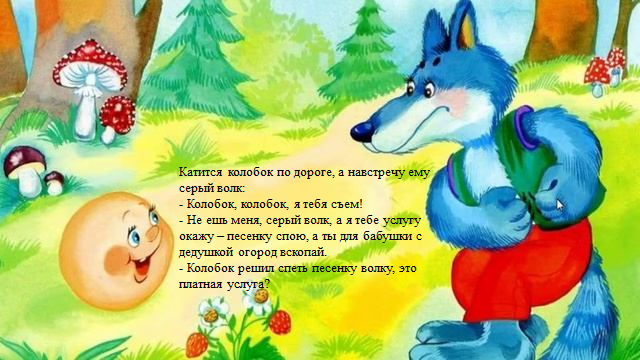 Катится колобок по дороге, а навстречу ему
серый волк:
- Колобок, колобок, я тебя съем!
- Не ешь меня, серый волк, а я тебе услугу
окажу – песенку спою, а ты для бабушки с
дедушкой огород вскопай.
- Колобок решил спеть песенку волку, это
платная услуга?